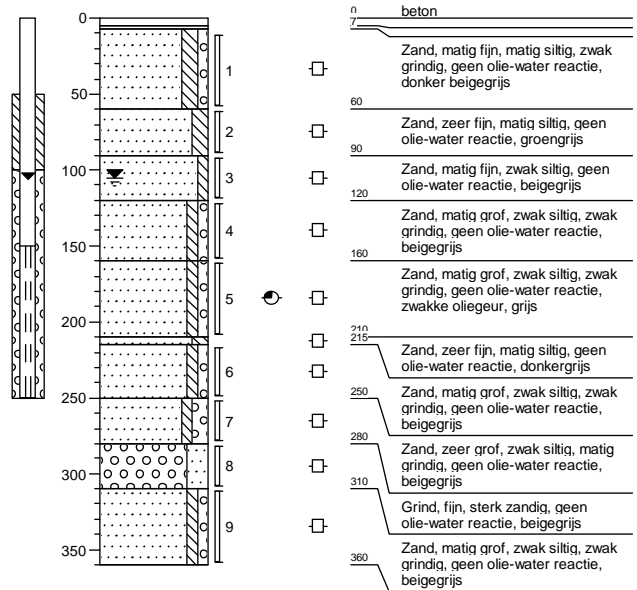 0
50
100
150
200
250
300
350
1
2
3
4
5
6
7
8
9
0
beton
7
Zand, matig fijn, matig siltig, zwak
grindig, geen olie-water reactie,
donker beigegrijs
60
Zand, zeer fijn, matig siltig, geen
olie-water reactie, groengrijs
90
Zand, matig fijn, zwak siltig, geen
olie-water reactie, beigegrijs
120
Zand, matig grof, zwak siltig, zwak
grindig, geen olie-water reactie,
beigegrijs
160
Zand, matig grof, zwak siltig, zwak
grindig, geen olie-water reactie,
zwakke oliegeur, grijs
210
215
Zand, zeer fijn, matig siltig, geen
olie-water reactie, donkergrijs
250
Zand, matig grof, zwak siltig, zwak
grindig, geen olie-water reactie,
beigegrijs
280
Zand, zeer grof, zwak siltig, matig
grindig, geen olie-water reactie,
beigegrijs
310
Grind, fijn, sterk zandig, geen
olie-water reactie, beigegrijs
360
Zand, matig grof, zwak siltig, zwak
grindig, geen olie-water reactie,
beigegrijs